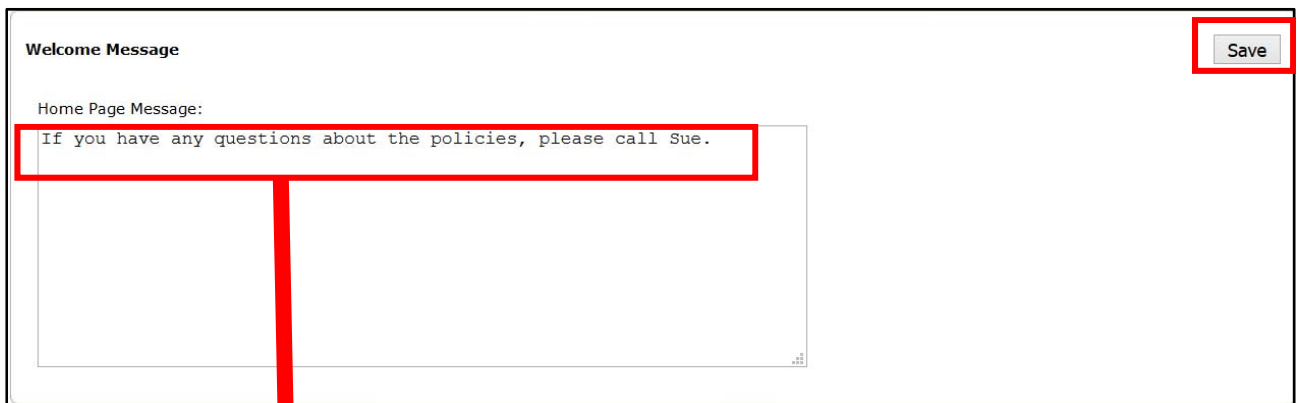 Welcome Message
Save
Home Page Message:
If you have any questions about the policies, please call Sue.